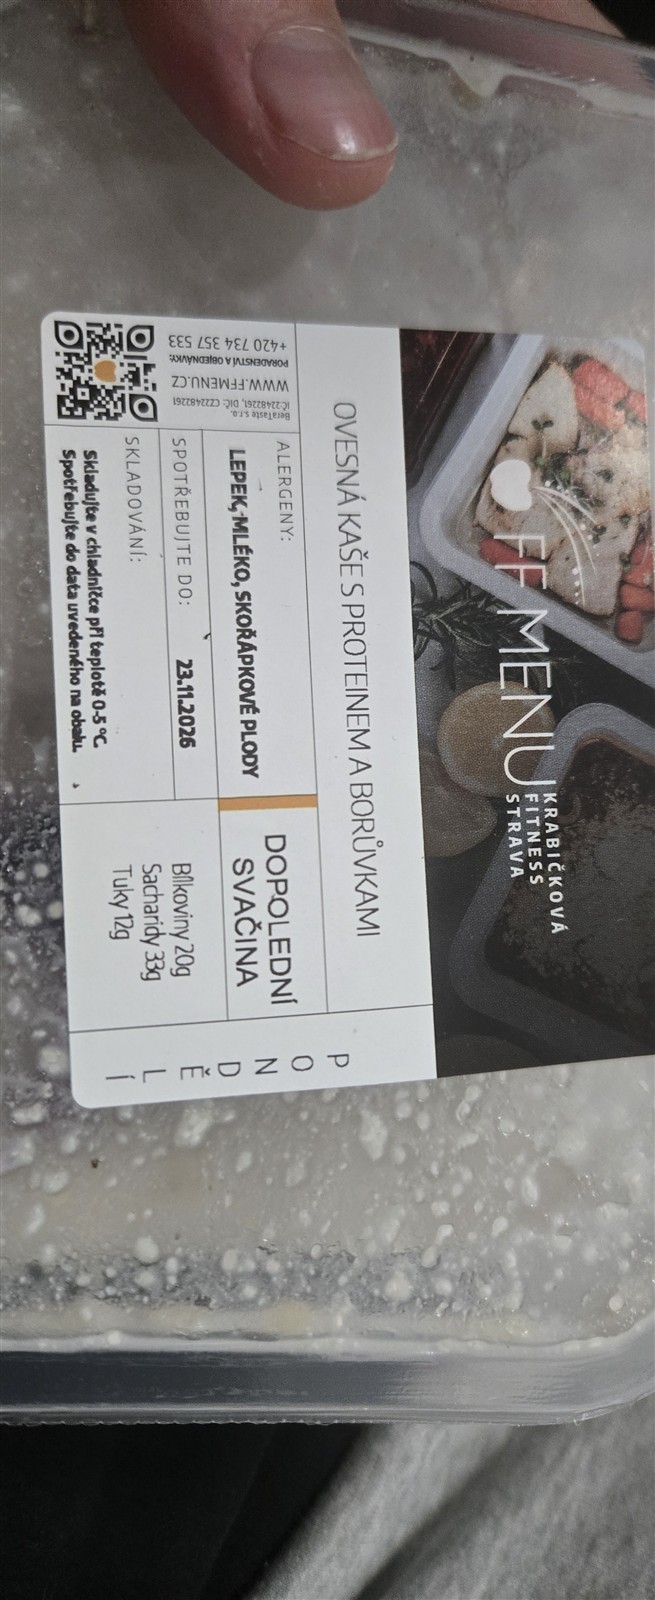 FF MENU
KRABIČKOVÁ
FITNESS
STRAVA
OVESNÁ KAŠE S PROTEINEM A BORŮVKAMI
ALERGENY:
LEPEK, MLÉKO, SKOŘÁPKOVÉ PLODY
SPOTŘEBUJTE DO: 23.11.2026
SKLADOVÁNÍ:
Skladujte v chladničce při teplotě 0-5 °C.
Spotřebujte do data uvedeného na obalu.
DOPOLEDNÍ
SVAČINA
Bílkoviny 20g
Sacharidy 33g
Tuky 12g
PONDĚLÍ
BeraTaste s.r.o.
IČ:22482261, DIČ: CZ22482261
WWW.FFMENU.CZ
PORADENSTVÍ A OBJEDNÁVKY:
+420 734 357 533